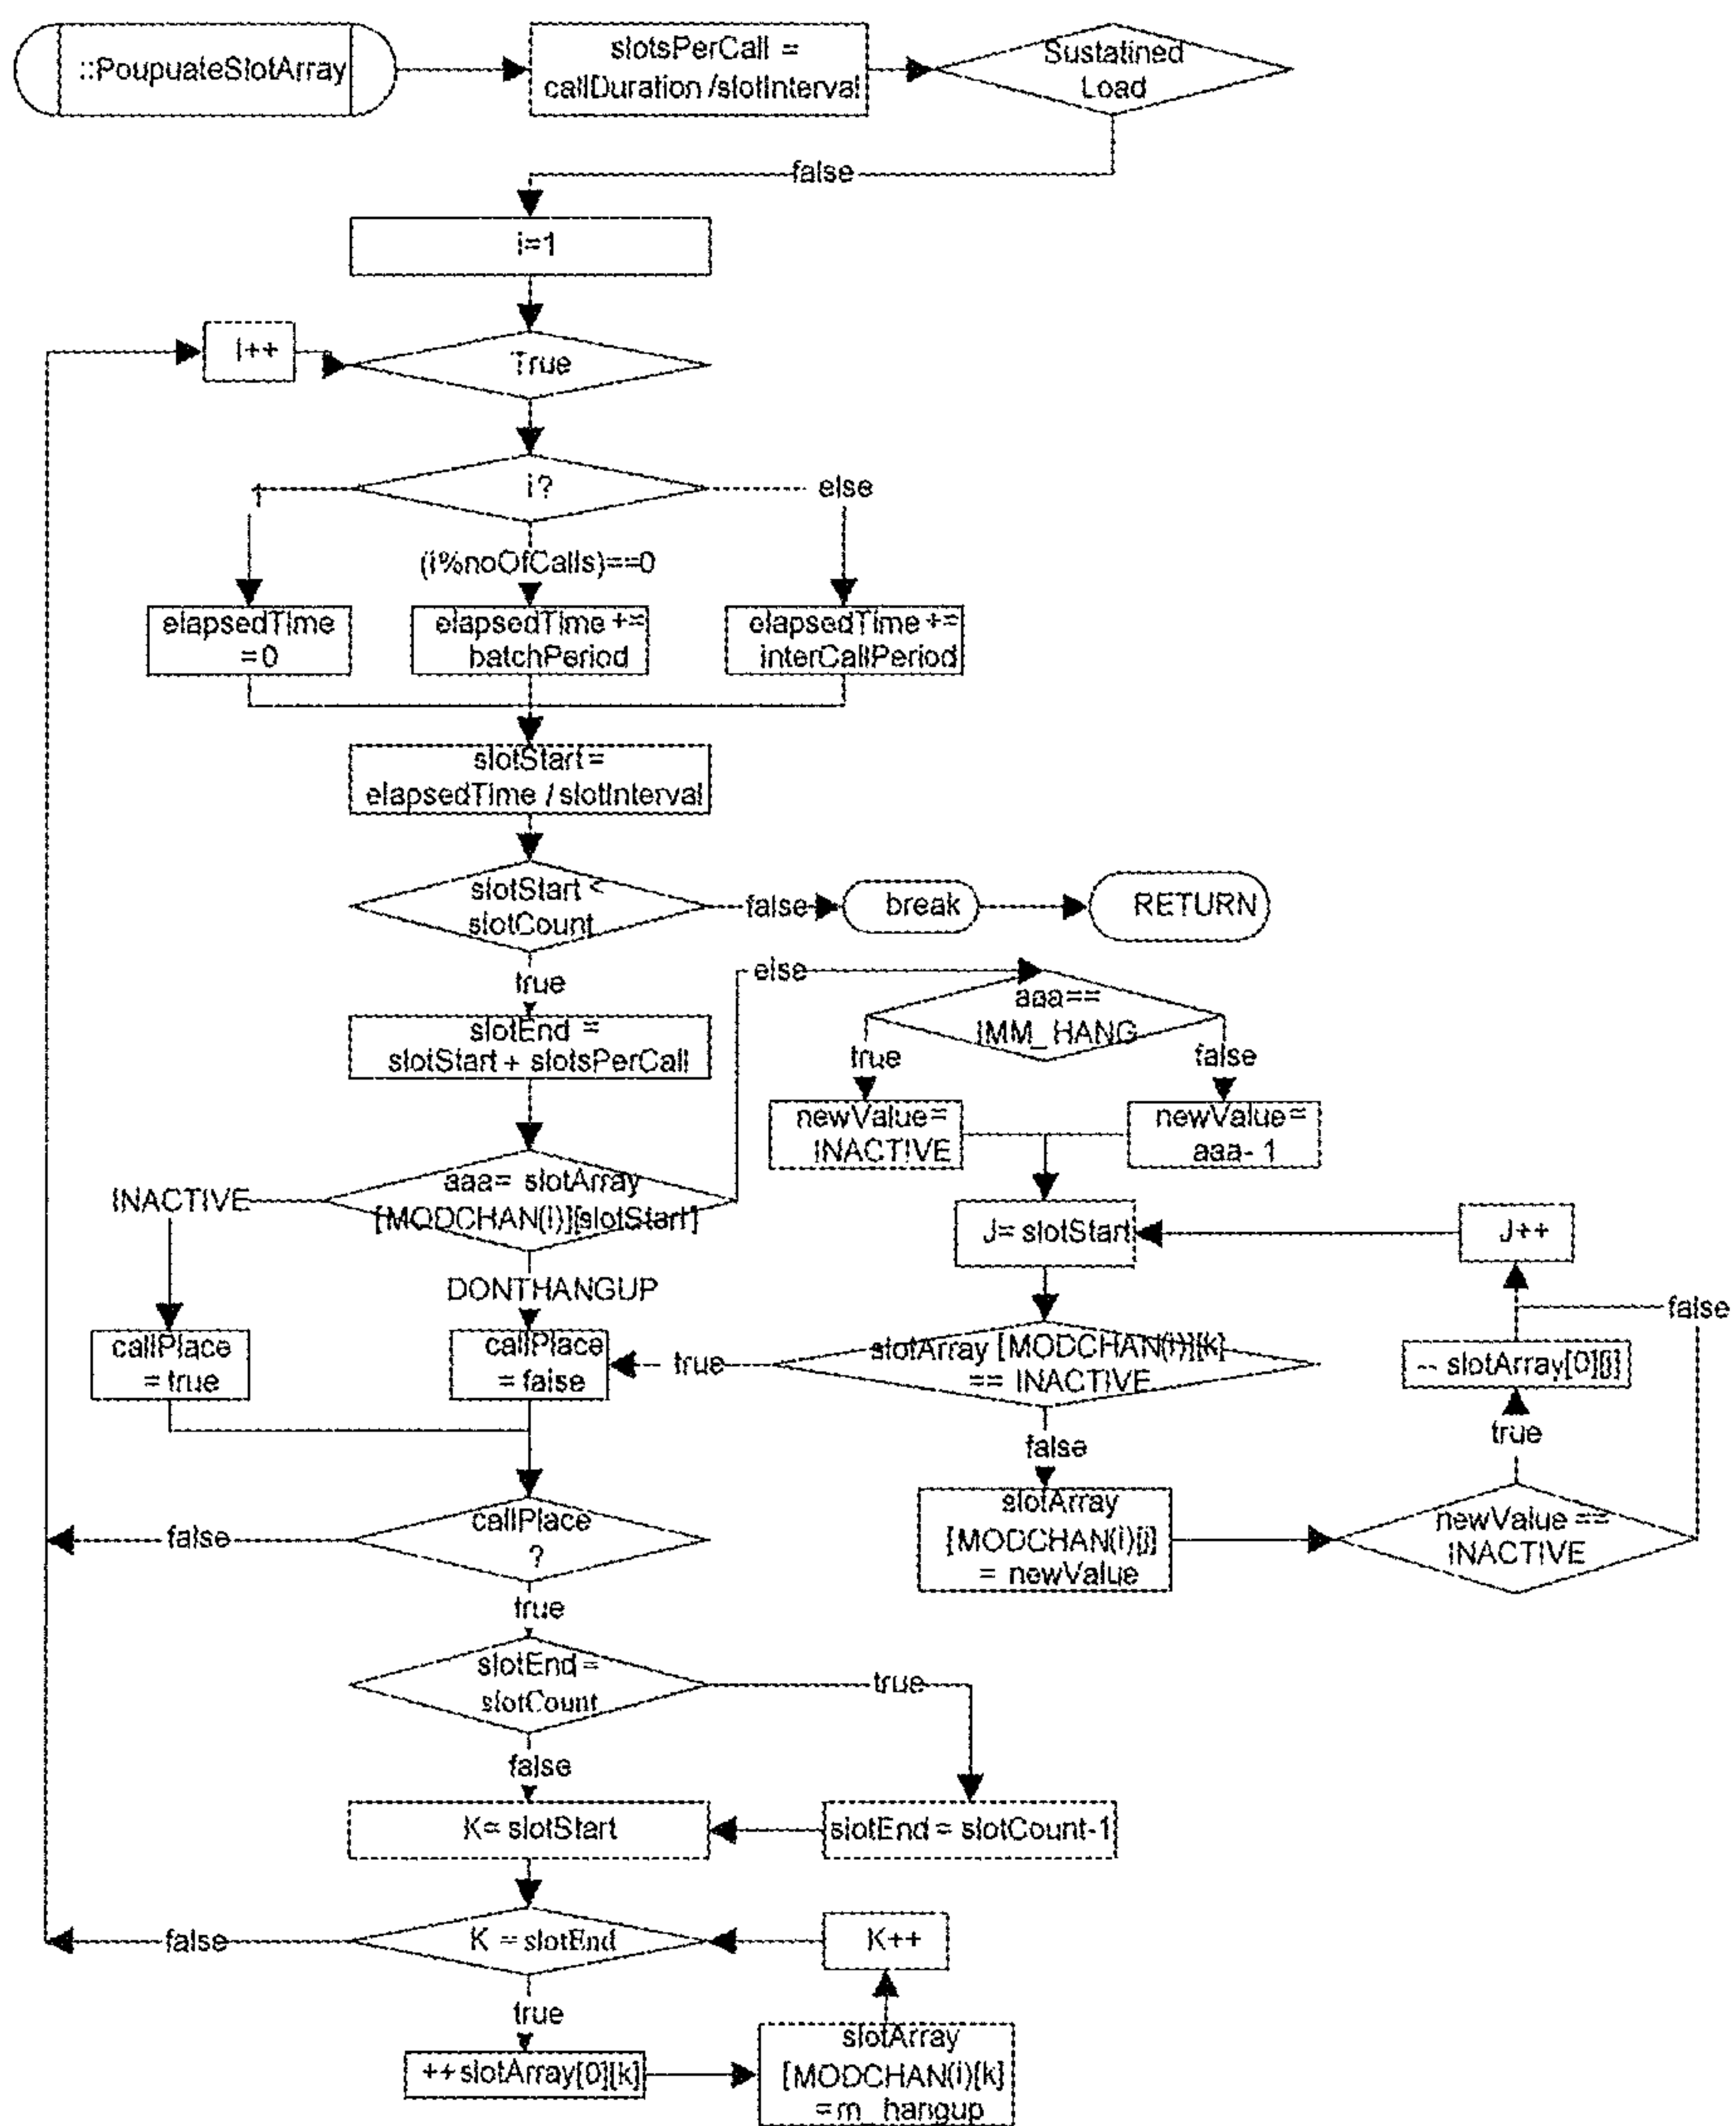 ::PoupuateSlotArray
slotsPerCall =
callDuration /slotInterval
Sustatined
Load
false
i=1
I++
True
i?
1
else
(i%noOfCalls)==0
elapsedTime
=0
elapsedTime +=
batchPeriod
elapsedTime +=
interCallPeriod
slotStart =
elapsedTime / slotInterval
slotStart <
slotCount
false
break
RETURN
true
else
aaa==
IMM_HANG
slotEnd =
slotStart + slotsPerCall
true
false
newValue=
INACTIVE
newValue=
aaa- 1
INACTIVE
aaa= slotArray
[MODCHAN(i)][slotStart]
J= slotStart
J++
DONTHANGUP
false
callPlace
= true
callPlace
= false
true
slotArray [MODCHAN(i)][k]
== INACTIVE
-- slotArray[0][j]
false
true
callPlace
?
false
slotArray
[MODCHAN(i)[j]
= newValue
newValue ==
INACTIVE
true
slotEnd =
slotCount
true
false
K= slotStart
slotEnd = slotCount-1
false
K = slotEnd
K++
true
++slotArray[0][k]
slotArray
[MODCHAN(i)[k]
=m_hangup